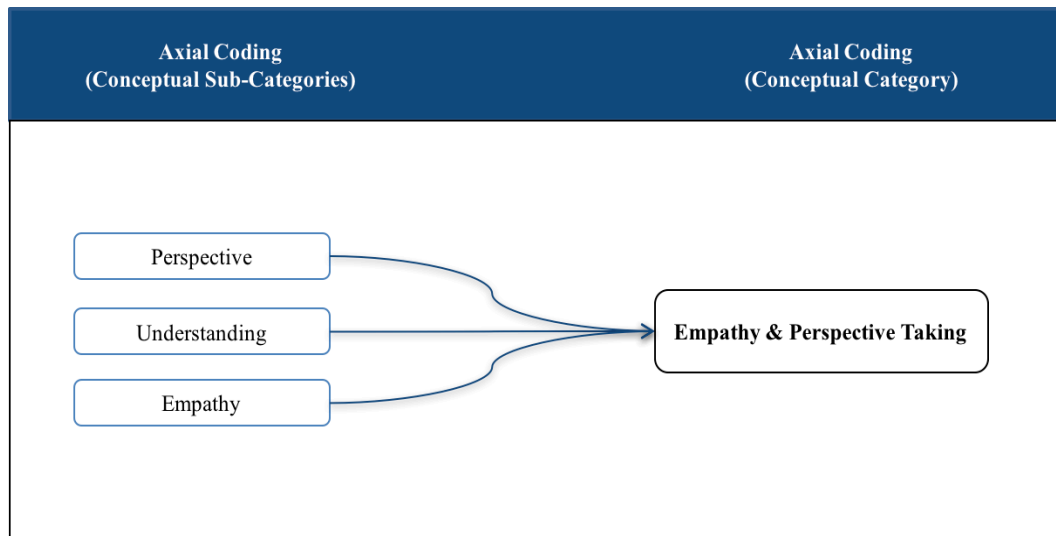 Axial Coding
(Conceptual Sub-Categories)
Axial Coding
(Conceptual Category)
Perspective
Understanding
Empathy
Empathy & Perspective Taking